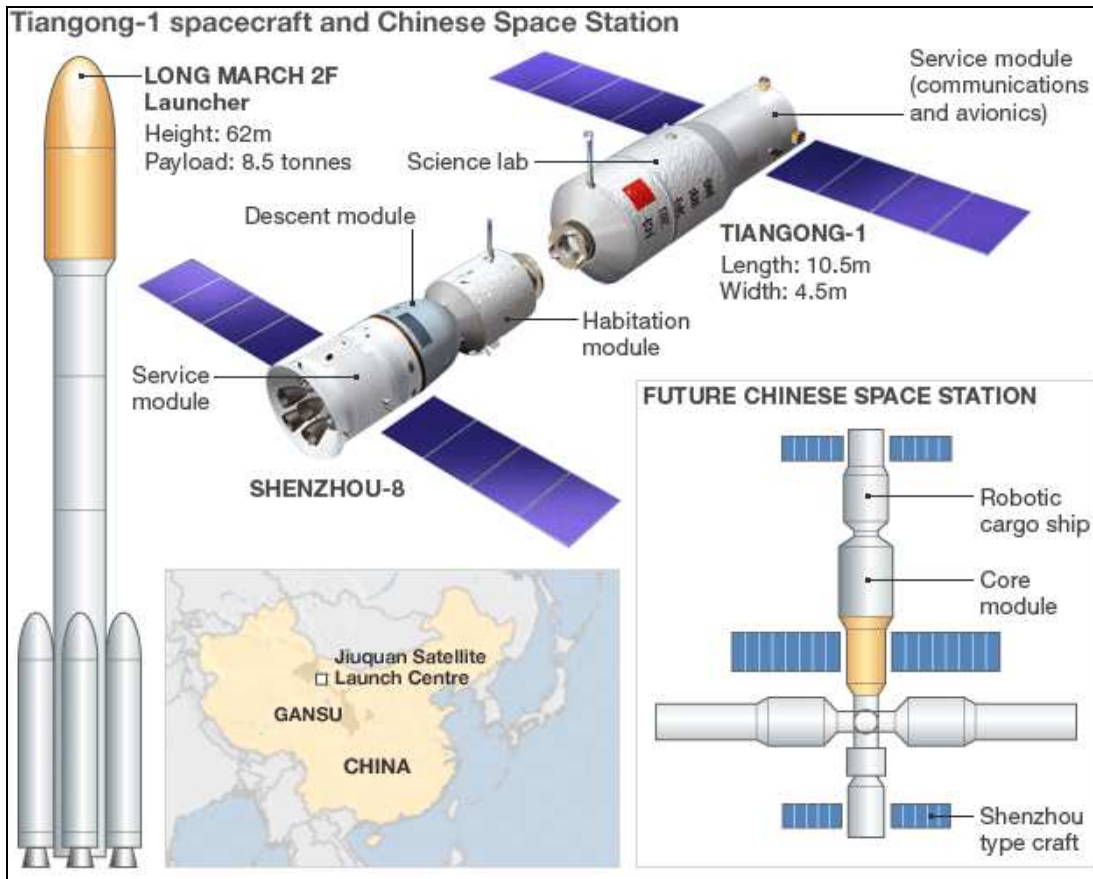 Tiangong-1 spacecraft and Chinese Space Station
LONG MARCH 2F
Launcher
Height: 62m
Payload: 8.5 tonnes
Service module
(communications
and avionics)
Science lab
Descent module
TIANGONG-1
Length: 10.5m
Width: 4.5m
Habitation
module
Service
module
SHENZHOU-8
FUTURE CHINESE SPACE STATION
Robotic
cargo ship
Core
module
Shenzhou
type craft
Jiuquan Satellite
Launch Centre
GANSU
CHINA